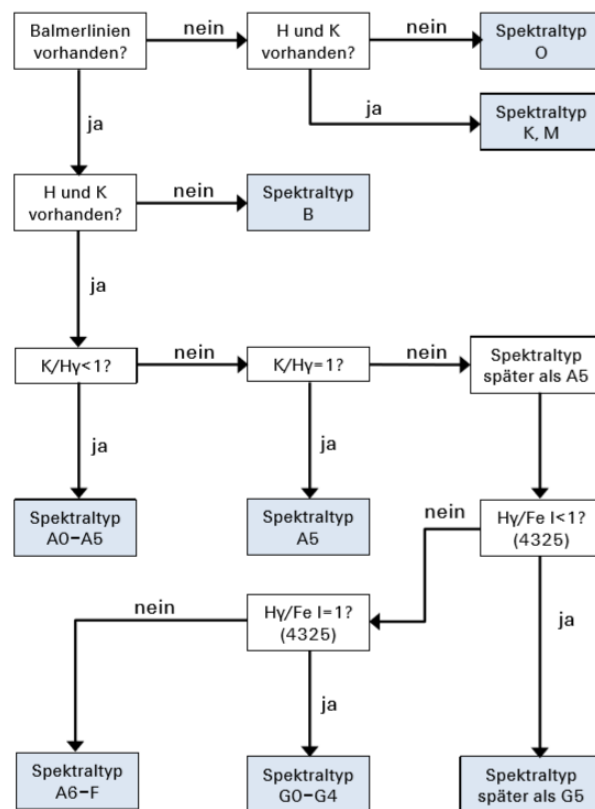 Balmerlinien
vorhanden?
nein
H und K
vorhanden?
nein
Spektraltyp
O
ja
ja
Spektraltyp
K, M
H und K
vorhanden?
nein
Spektraltyp
B
ja
K/Hγ<1?
nein
K/Hγ=1?
nein
Spektraltyp
später als A5
ja
ja
Spektraltyp
A0–A5
Spektraltyp
A5
nein
Hγ/Fe I<1?
(4325)
nein
Hγ/Fe I=1?
(4325)
ja
ja
Spektraltyp
A6–F
Spektraltyp
G0–G4
Spektraltyp
später als G5